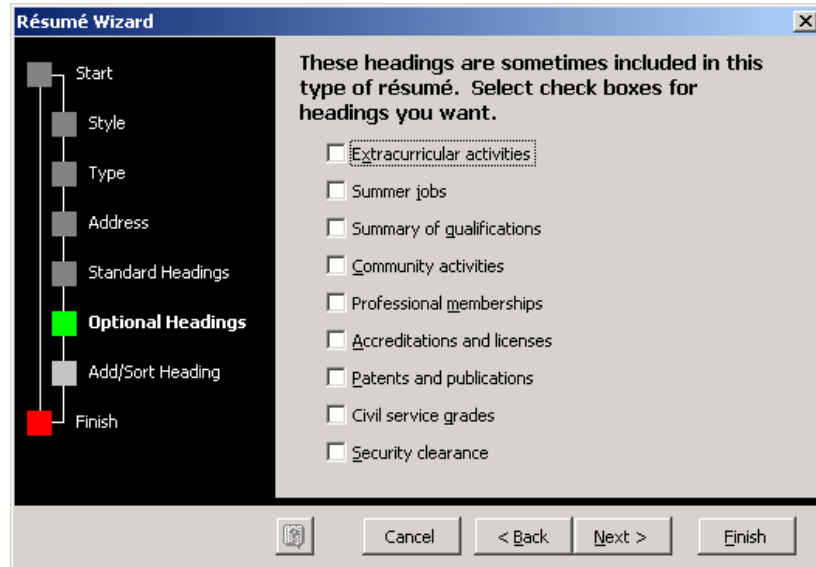 Résumé Wizard
Start
Style
Type
Address
Standard Headings
Optional Headings
Add/Sort Heading
Finish
These headings are sometimes included in this
type of résumé. Select check boxes for
headings you want.
Extracurricular activities
Summer jobs
Summary of qualifications
Community activities
Professional memberships
Accreditations and licenses
Patents and publications
Civil service grades
Security clearance
Cancel
< Back
Next >
Finish